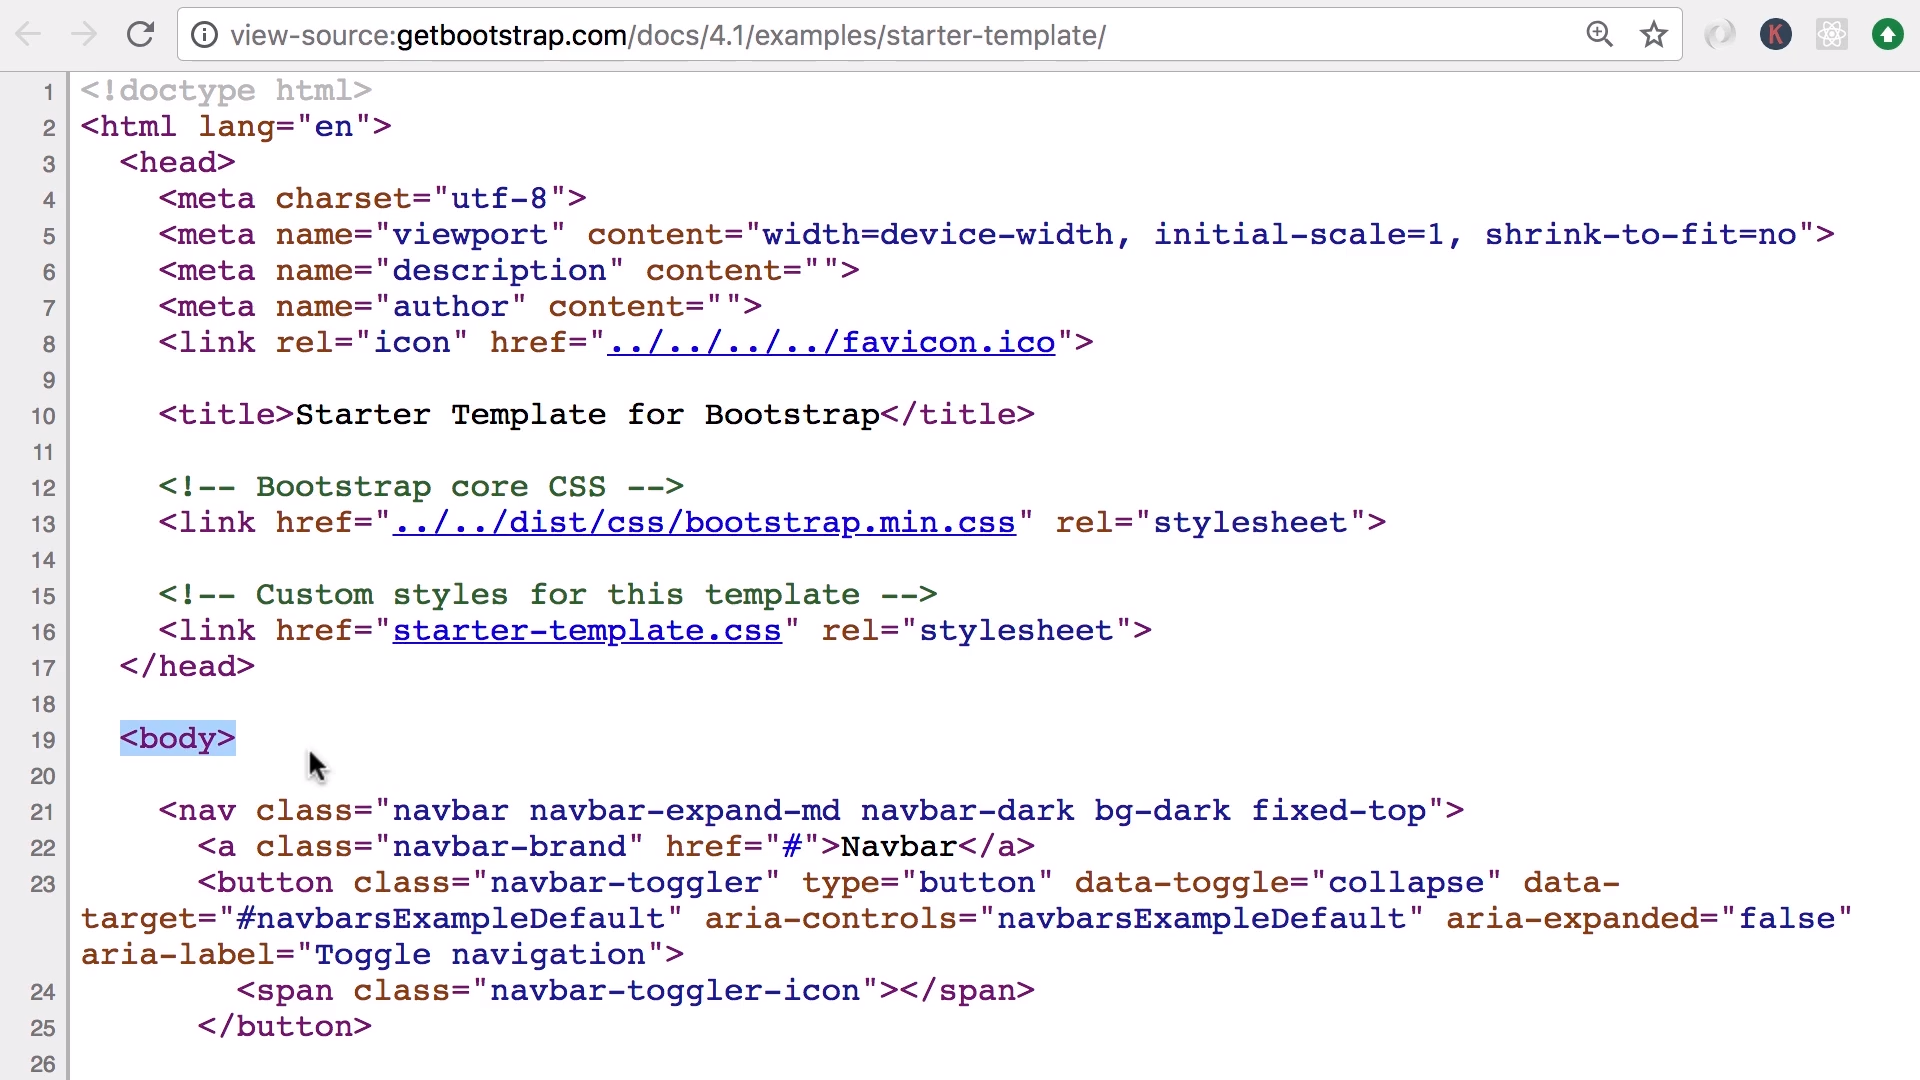 view-source:getbootstrap.com/docs/4.1/examples/starter-template/
K
1 <!doctype html>
2 <html lang="en">
3 <head>
4 <meta charset="utf-8">
5 <meta name="viewport" content="width=device-width, initial-scale=1, shrink-to-fit=no">
6 <meta name="description" content="">
7 <meta name="author" content="">
8 <link rel="icon" href="../../../../favicon.ico">
9
10 <title>Starter Template for Bootstrap</title>
11
12 <!-- Bootstrap core CSS -->
13 <link href="../../dist/css/bootstrap.min.css" rel="stylesheet">
14
15 <!-- Custom styles for this template -->
16 <link href="starter-template.css" rel="stylesheet">
17 </head>
18
19 <body>
20
21 <nav class="navbar navbar-expand-md navbar-dark bg-dark fixed-top">
22 <a class="navbar-brand" href="#">Navbar</a>
23 <button class="navbar-toggler" type="button" data-toggle="collapse" data-
target="#navbarsExampleDefault" aria-controls="navbarsExampleDefault" aria-expanded="false"
aria-label="Toggle navigation">
24 <span class="navbar-toggler-icon"></span>
25 </button>
26